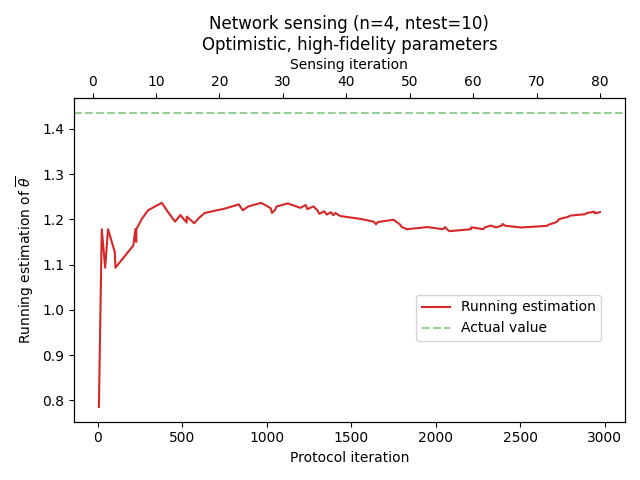 Network sensing (n=4, ntest=10)
Optimistic, high-fidelity parameters
Sensing iteration
0 10 20 30 40 50 60 70 80
1.4
1.3
1.2
1.1
1.0
0.9
0.8
Running estimation of θ̅
Running estimation
Actual value
0 500 1000 1500 2000 2500 3000
Protocol iteration